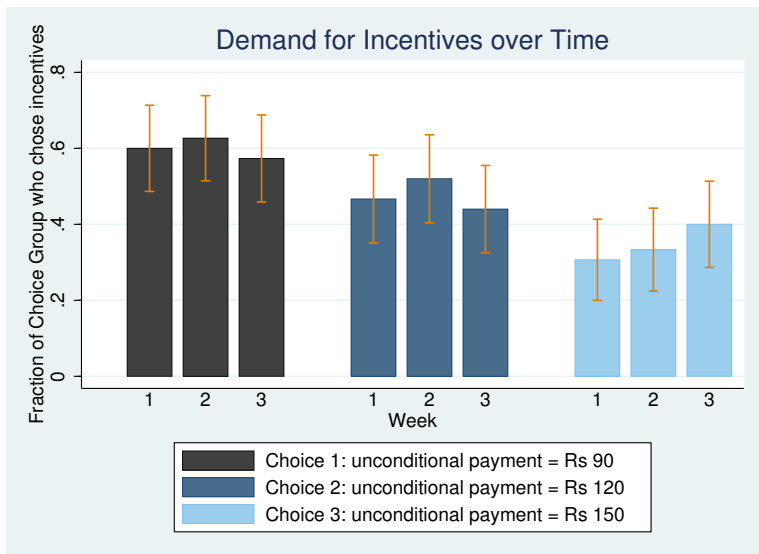 Demand for Incentives over Time
Fraction of Choice Group who chose incentives
.8
.6
.4
.2
0
1 2 3 1 2 3 1 2 3
Week
Choice 1: unconditional payment = Rs 90
Choice 2: unconditional payment = Rs 120
Choice 3: unconditional payment = Rs 150